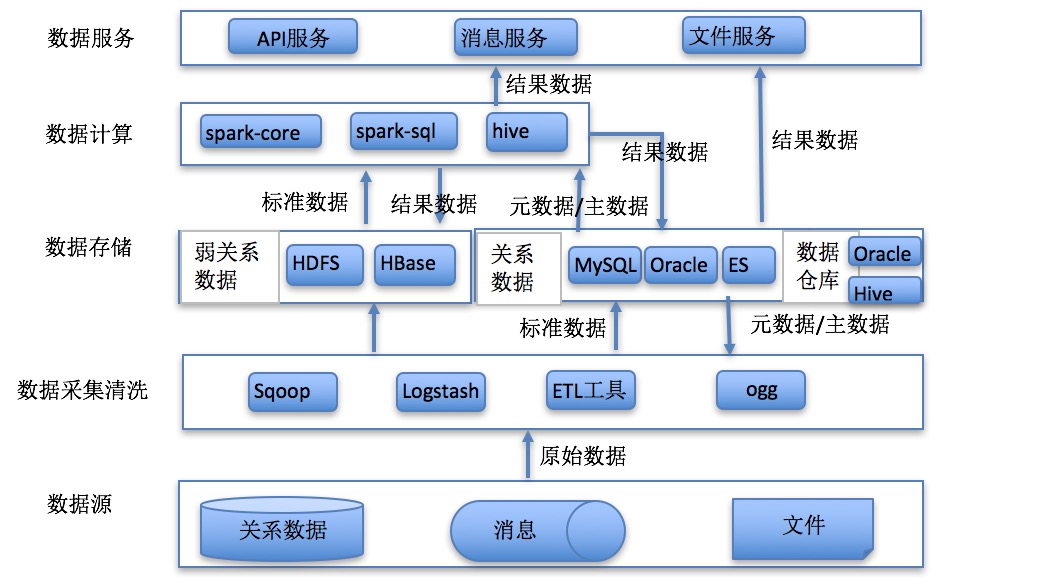 数据服务
API服务
消息服务
文件服务
结果数据
数据计算
spark-core
spark-sql
hive
结果数据
结果数据
标准数据
结果数据
元数据/主数据
数据存储
弱关系
数据
HDFS
HBase
关系
数据
MySQL
Oracle
ES
数据
仓库
Oracle
Hive
标准数据
元数据/主数据
数据采集清洗
Sqoop
Logstash
ETL工具
ogg
原始数据
数据源
关系数据
消息
文件